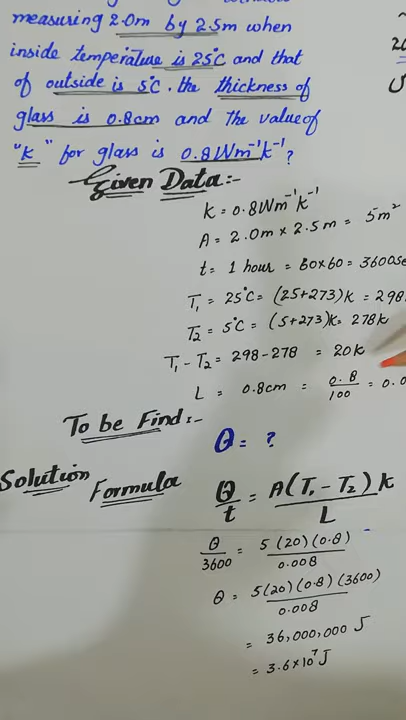 measuring 2.0m by 2.5m when
inside temperature is 25°C and that
of outside is 5°C. the thickness of
glass is 0.8cm and the value of
"k" for glass is 0.8Wm⁻¹k⁻¹?
Given Data:-
K = 0.8Wm⁻¹k⁻¹
A = 2.0m × 2.5m = 5m²
t = 1 hour = 60×60 = 3600Se
T₁ = 25°C = (25+273)k = 298
T₂ = 5°C = (5+273)k = 278k
T₁ - T₂ = 298-278 = 20k
L = 0.8cm = 0.8/100 = 0.0
To be Find:-
Q = ?
Solution
Formula Q/t = A(T₁ - T₂)k/L
Q/3600 = 5(20)(0.8)/0.008
Q = 5(20)(0.8)(3600)/0.008
= 36,000,000 J
= 3.6×10⁷J